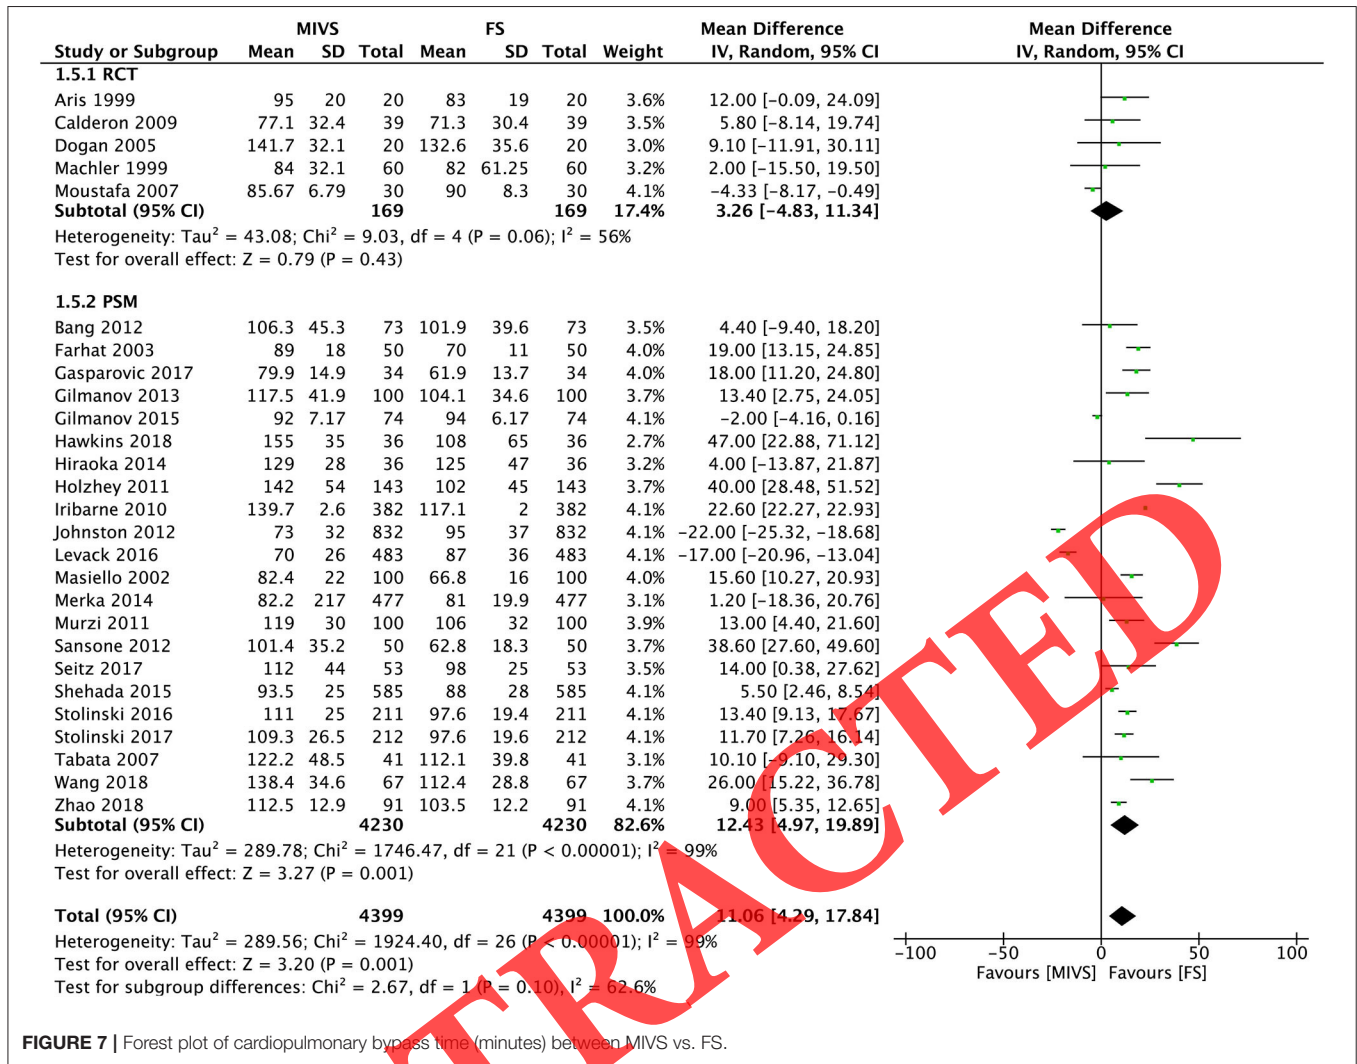 MIVS FS Mean Difference Mean Difference
Study or Subgroup Mean SD Total Mean SD Total Weight IV, Random, 95% CI IV, Random, 95% CI
1.5.1 RCT
Aris 1999 95 20 20 83 19 20 3.6% 12.00 [−0.09, 24.09]
Calderon 2009 77.1 32.4 39 71.3 30.4 39 3.5% 5.80 [−8.14, 19.74]
Dogan 2005 141.7 32.1 20 132.6 35.6 20 3.0% 9.10 [−11.91, 30.11]
Machler 1999 84 32.1 60 82 61.25 60 3.2% 2.00 [−15.50, 19.50]
Moustafa 2007 85.67 6.79 30 90 8.3 30 4.1% −4.33 [−8.17, −0.49]
Subtotal (95% CI) 169 169 17.4% 3.26 [−4.83, 11.34]
Heterogeneity: Tau² = 43.08; Chi² = 9.03, df = 4 (P = 0.06); I² = 56%
Test for overall effect: Z = 0.79 (P = 0.43)
1.5.2 PSM
Bang 2012 106.3 45.3 73 101.9 39.6 73 3.5% 4.40 [−9.40, 18.20]
Farhat 2003 89 18 50 70 11 50 4.0% 19.00 [13.15, 24.85]
Gasparovic 2017 79.9 14.9 34 61.9 13.7 34 4.0% 18.00 [11.20, 24.80]
Gilmanov 2013 117.5 41.9 100 104.1 34.6 100 3.7% 13.40 [2.75, 24.05]
Gilmanov 2015 92 7.17 74 94 6.17 74 4.1% −2.00 [−4.16, 0.16]
Hawkins 2018 155 35 36 108 65 36 2.7% 47.00 [22.88, 71.12]
Hiraoka 2014 129 28 36 125 47 36 3.2% 4.00 [−13.87, 21.87]
Holzhey 2011 142 54 143 102 45 143 3.7% 40.00 [28.48, 51.52]
Iribarne 2010 139.7 2.6 382 117.1 2 382 4.1% 22.60 [22.27, 22.93]
Johnston 2012 73 32 832 95 37 832 4.1% −22.00 [−25.32, −18.68]
Levack 2016 70 26 483 87 36 483 4.1% −17.00 [−20.96, −13.04]
Masiello 2002 82.4 22 100 66.8 16 100 4.0% 15.60 [10.27, 20.93]
Merka 2014 82.2 217 477 81 19.9 477 3.1% 1.20 [−18.36, 20.76]
Murzi 2011 119 30 100 106 32 100 3.9% 13.00 [4.40, 21.60]
Sansone 2012 101.4 35.2 50 62.8 18.3 50 3.7% 38.60 [27.60, 49.60]
Seitz 2017 112 44 53 98 25 53 3.5% 14.00 [0.38, 27.62]
Shehada 2015 93.5 25 585 88 28 585 4.1% 5.50 [2.46, 8.54]
Stolinski 2016 111 25 211 97.6 19.4 211 4.1% 13.40 [9.13, 17.67]
Stolinski 2017 109.3 26.5 212 97.6 19.6 212 4.1% 11.70 [7.26, 16.14]
Tabata 2007 122.2 48.5 41 112.1 39.8 41 3.1% 10.10 [−9.10, 29.30]
Wang 2018 138.4 34.6 67 112.4 28.8 67 3.7% 26.00 [15.22, 36.78]
Zhao 2018 112.5 12.9 91 103.5 12.2 91 4.1% 9.00 [5.35, 12.65]
Subtotal (95% CI) 4230 4230 82.6% 12.43 [4.97, 19.89]
Heterogeneity: Tau² = 289.78; Chi² = 1746.47, df = 21 (P < 0.00001); I² = 99%
Test for overall effect: Z = 3.27 (P = 0.001)
Total (95% CI) 4399 4399 100.0% 11.06 [4.29, 17.84]
Heterogeneity: Tau² = 289.56; Chi² = 1924.40, df = 26 (P < 0.00001); I² = 99%
Test for overall effect: Z = 3.20 (P = 0.001)
Test for subgroup differences: Chi² = 2.67, df = 1 (P = 0.10), I² = 62.6%
−100 −50 0 50 100
Favours [MIVS] Favours [FS]
FIGURE 7 | Forest plot of cardiopulmonary bypass time (minutes) between MIVS vs. FS.
TRACTED